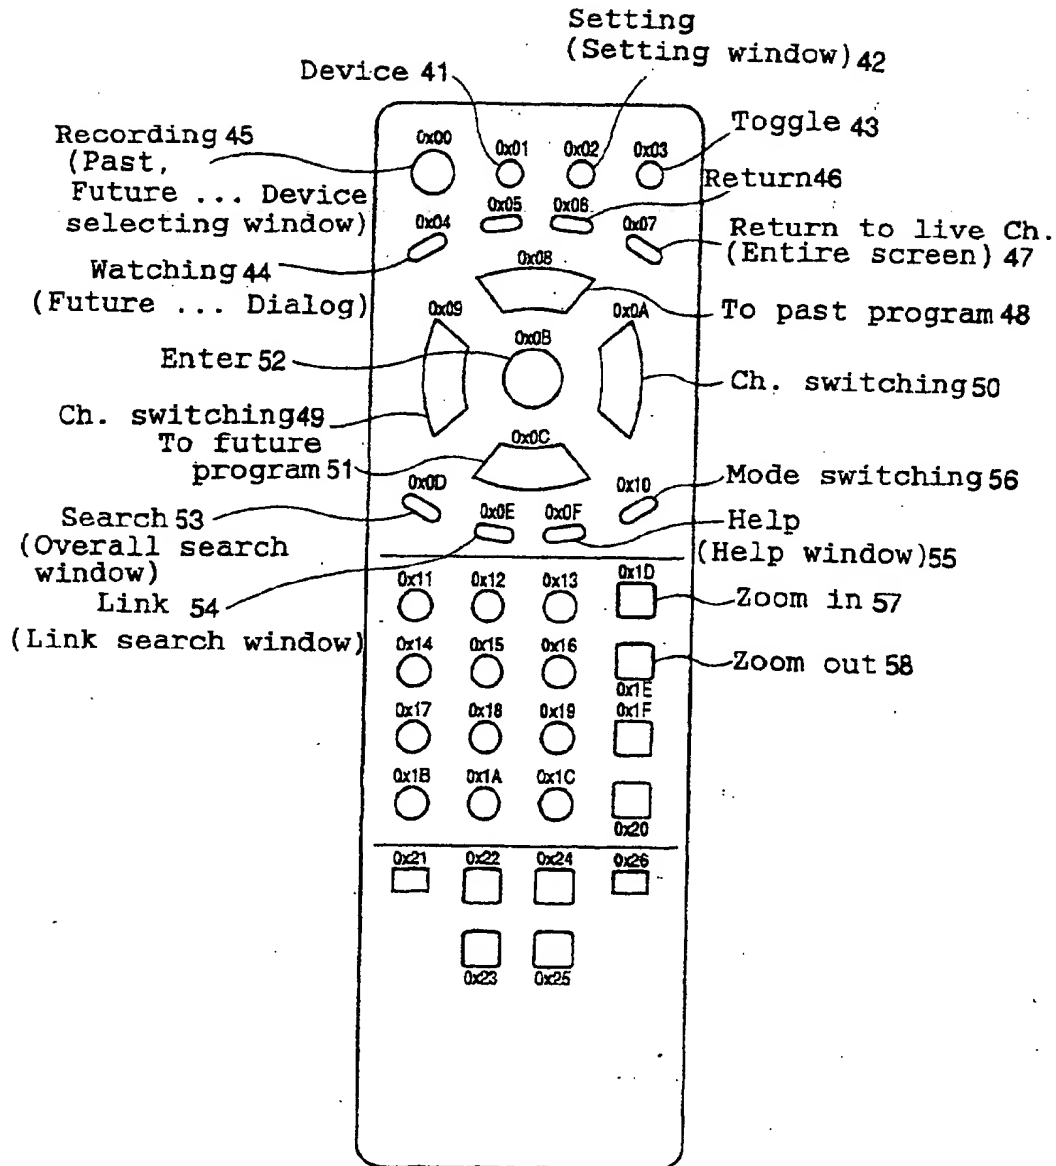 Setting
(Setting window) 42
Device 41
Recording 45
(Past,
Future ... Device
selecting window)
Toggle 43
Return 46
0x00
0x01
0x02
0x03
0x04
0x05
0x06
0x07
Return to live Ch.
(Entire screen) 47
Watching 44
(Future ... Dialog)
0x08
0x09
0x0A
To past program 48
Enter 52
0x0B
Ch. switching 50
Ch. switching 49
To future
program 51
0x0C
0x0D
0x0E
0x0F
0x10
Mode switching 56
Search 53
(Overall search
window)
Help
(Help window) 55
Link 54
(Link search window)
0x11
0x12
0x13
0x1D
Zoom in 57
0x14
0x15
0x16
Zoom out 58
0x1E
0x17
0x18
0x19
0x1F
0x1B
0x1A
0x1C
0x20
0x21
0x22
0x24
0x26
0x23
0x25